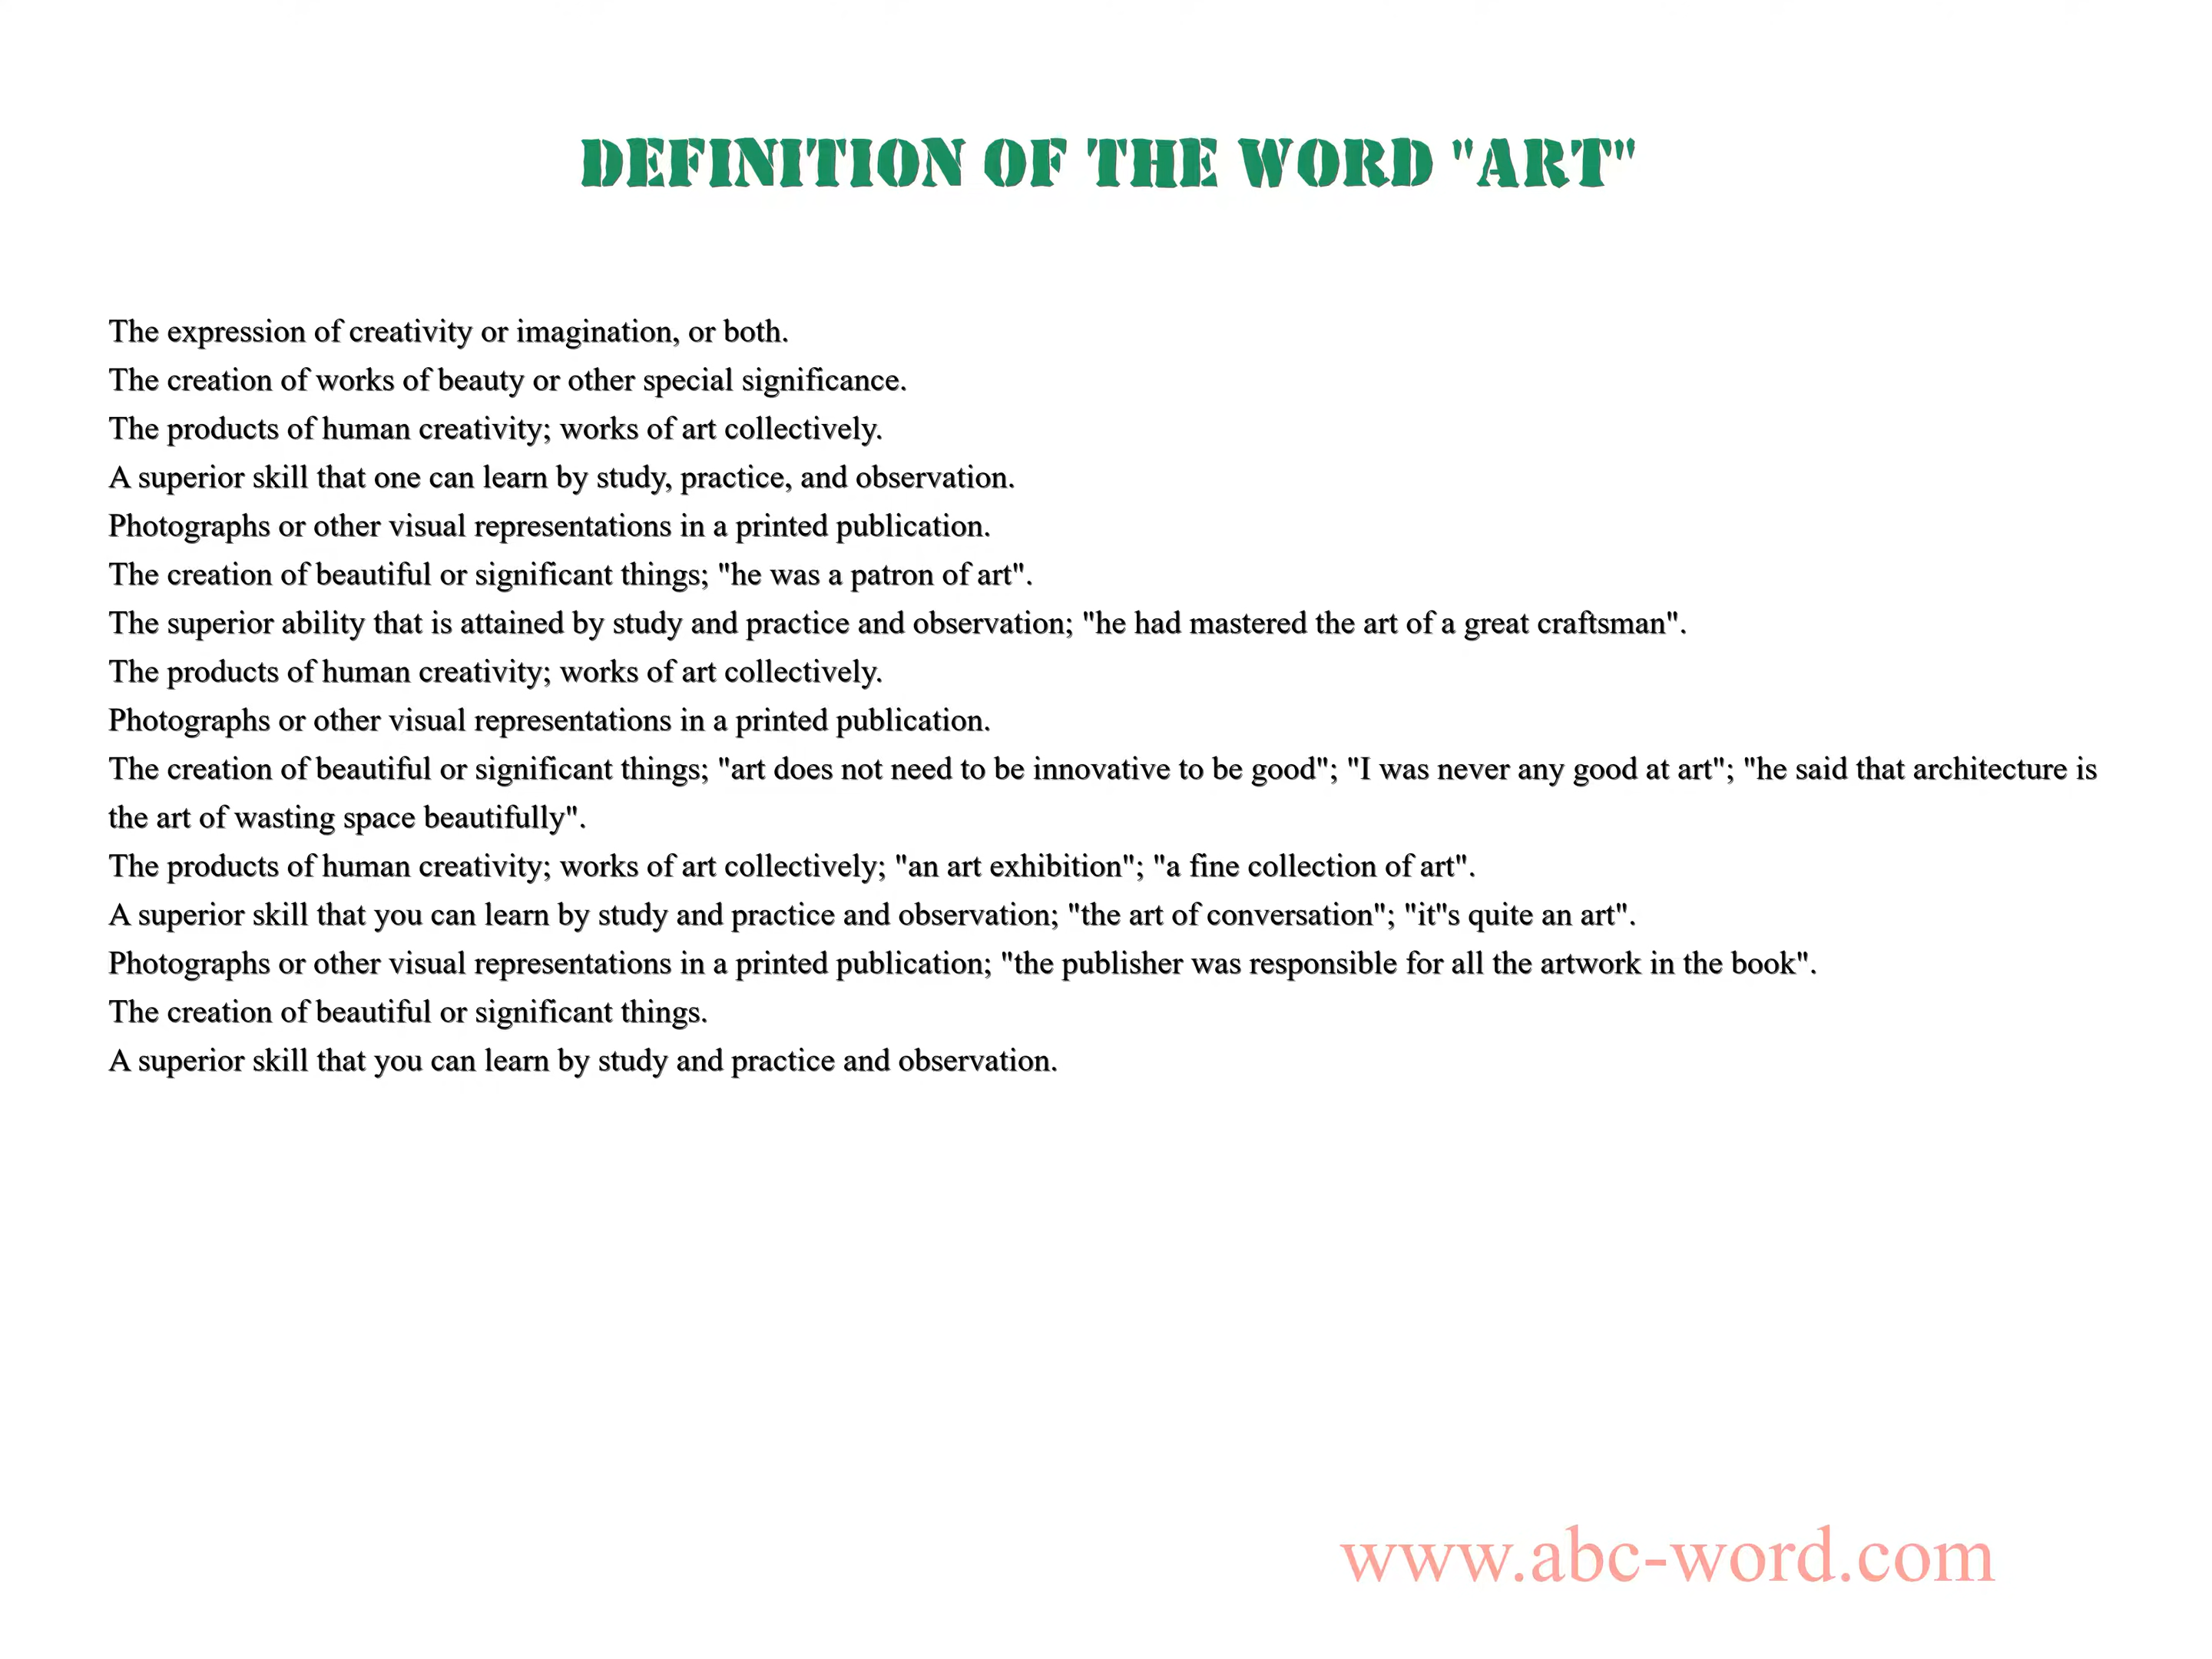 DEFINITION OF THE WORD "ART"
The expression of creativity or imagination, or both.
The creation of works of beauty or other special significance.
The products of human creativity; works of art collectively.
A superior skill that one can learn by study, practice, and observation.
Photographs or other visual representations in a printed publication.
The creation of beautiful or significant things; "he was a patron of art".
The superior ability that is attained by study and practice and observation; "he had mastered the art of a great craftsman".
The products of human creativity; works of art collectively.
Photographs or other visual representations in a printed publication.
The creation of beautiful or significant things; "art does not need to be innovative to be good"; "I was never any good at art"; "he said that architecture is
the art of wasting space beautifully".
The products of human creativity; works of art collectively; "an art exhibition"; "a fine collection of art".
A superior skill that you can learn by study and practice and observation; "the art of conversation"; "it"s quite an art".
Photographs or other visual representations in a printed publication; "the publisher was responsible for all the artwork in the book".
The creation of beautiful or significant things.
A superior skill that you can learn by study and practice and observation.
www.abc-word.com